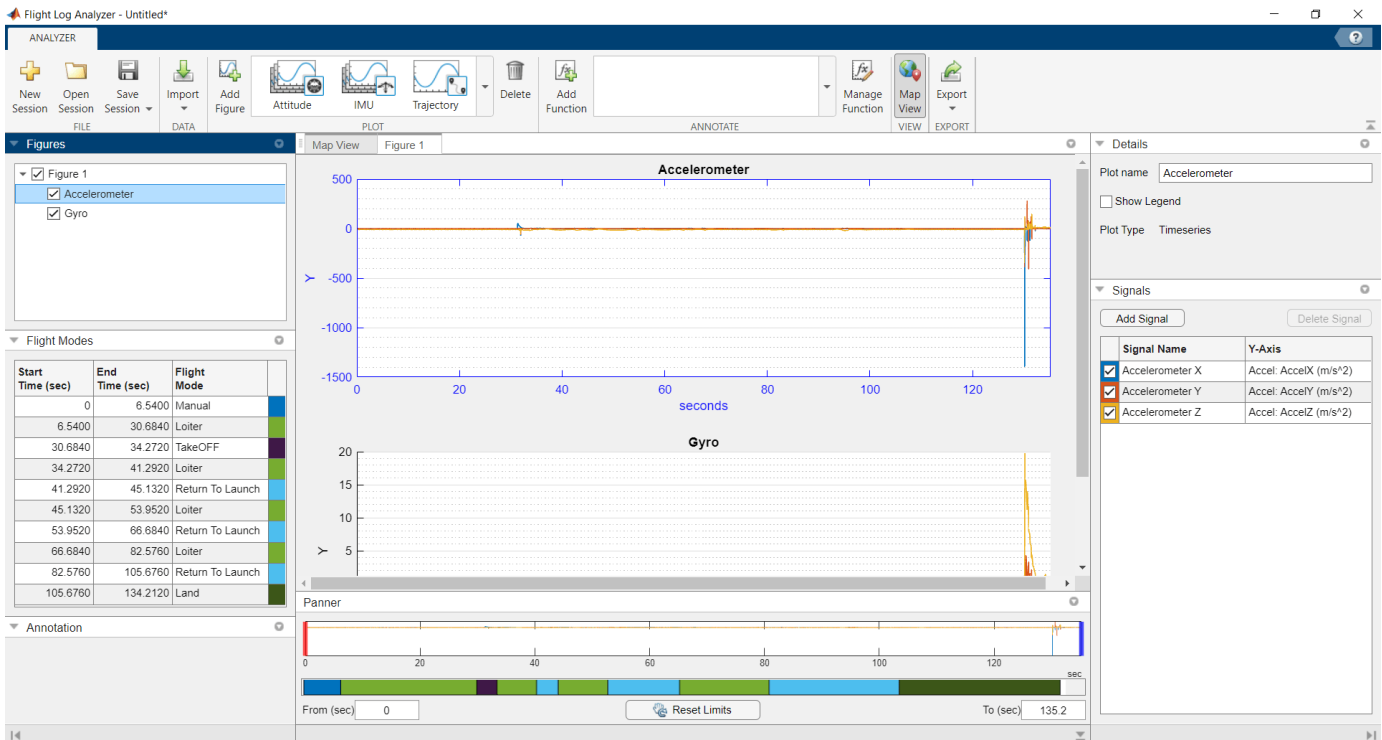 Flight Log Analyzer - Untitled*
ANALYZER
?
New Session
Open Session
Save Session
Import
Add Figure
Attitude
IMU
Trajectory
Delete
fx
Add Function
fx
Manage Function
Map View
Export
FILE
DATA
PLOT
ANNOTATE
VIEW
EXPORT
Figures
Figure 1
Accelerometer
Gyro
Flight Modes
Start Time (sec) End Time (sec) Flight Mode
0 6.5400 Manual
6.5400 30.6840 Loiter
30.6840 34.2720 TakeOFF
34.2720 41.2920 Loiter
41.2920 45.1320 Return To Launch
45.1320 53.9520 Loiter
53.9520 66.6840 Return To Launch
66.6840 82.5760 Loiter
82.5760 105.6760 Return To Launch
105.6760 134.2120 Land
Annotation
Map View Figure 1
Accelerometer
500
0
-500
-1000
-1500
Y
0 20 40 60 80 100 120
seconds
Gyro
20
15
10
5
Y
Panner
0 20 40 60 80 100 120
sec
From (sec) 0 Reset Limits To (sec) 135.2
Details
Plot name Accelerometer
Show Legend
Plot Type Timeseries
Signals
Add Signal Delete Signal
Signal Name Y-Axis
Accelerometer X Accel: AccelX (m/s^2)
Accelerometer Y Accel: AccelY (m/s^2)
Accelerometer Z Accel: AccelZ (m/s^2)